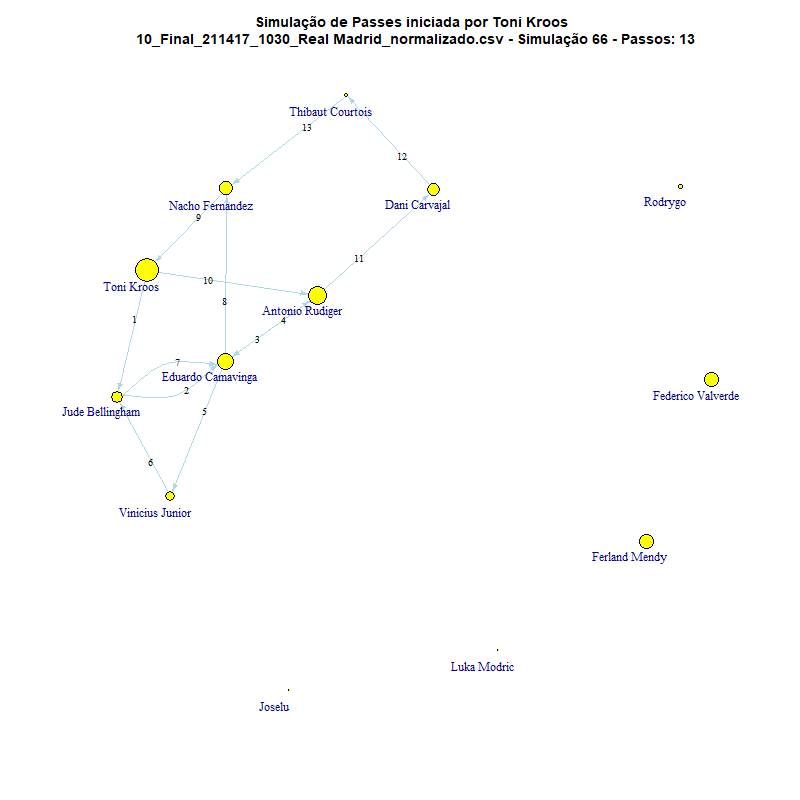 Simulação de Passes iniciada por Toni Kroos
10_Final_211417_1030_Real Madrid_normalizado.csv - Simulação 66 - Passos: 13
Thibaut Courtois
13
12
Nacho Fernandez
Dani Carvajal
Rodrygo
9
11
Toni Kroos
10
8
Antonio Rudiger
1
4
3
7
Eduardo Camavinga
2
Jude Bellingham
5
Federico Valverde
6
Vinicius Junior
Ferland Mendy
Luka Modric
Joselu